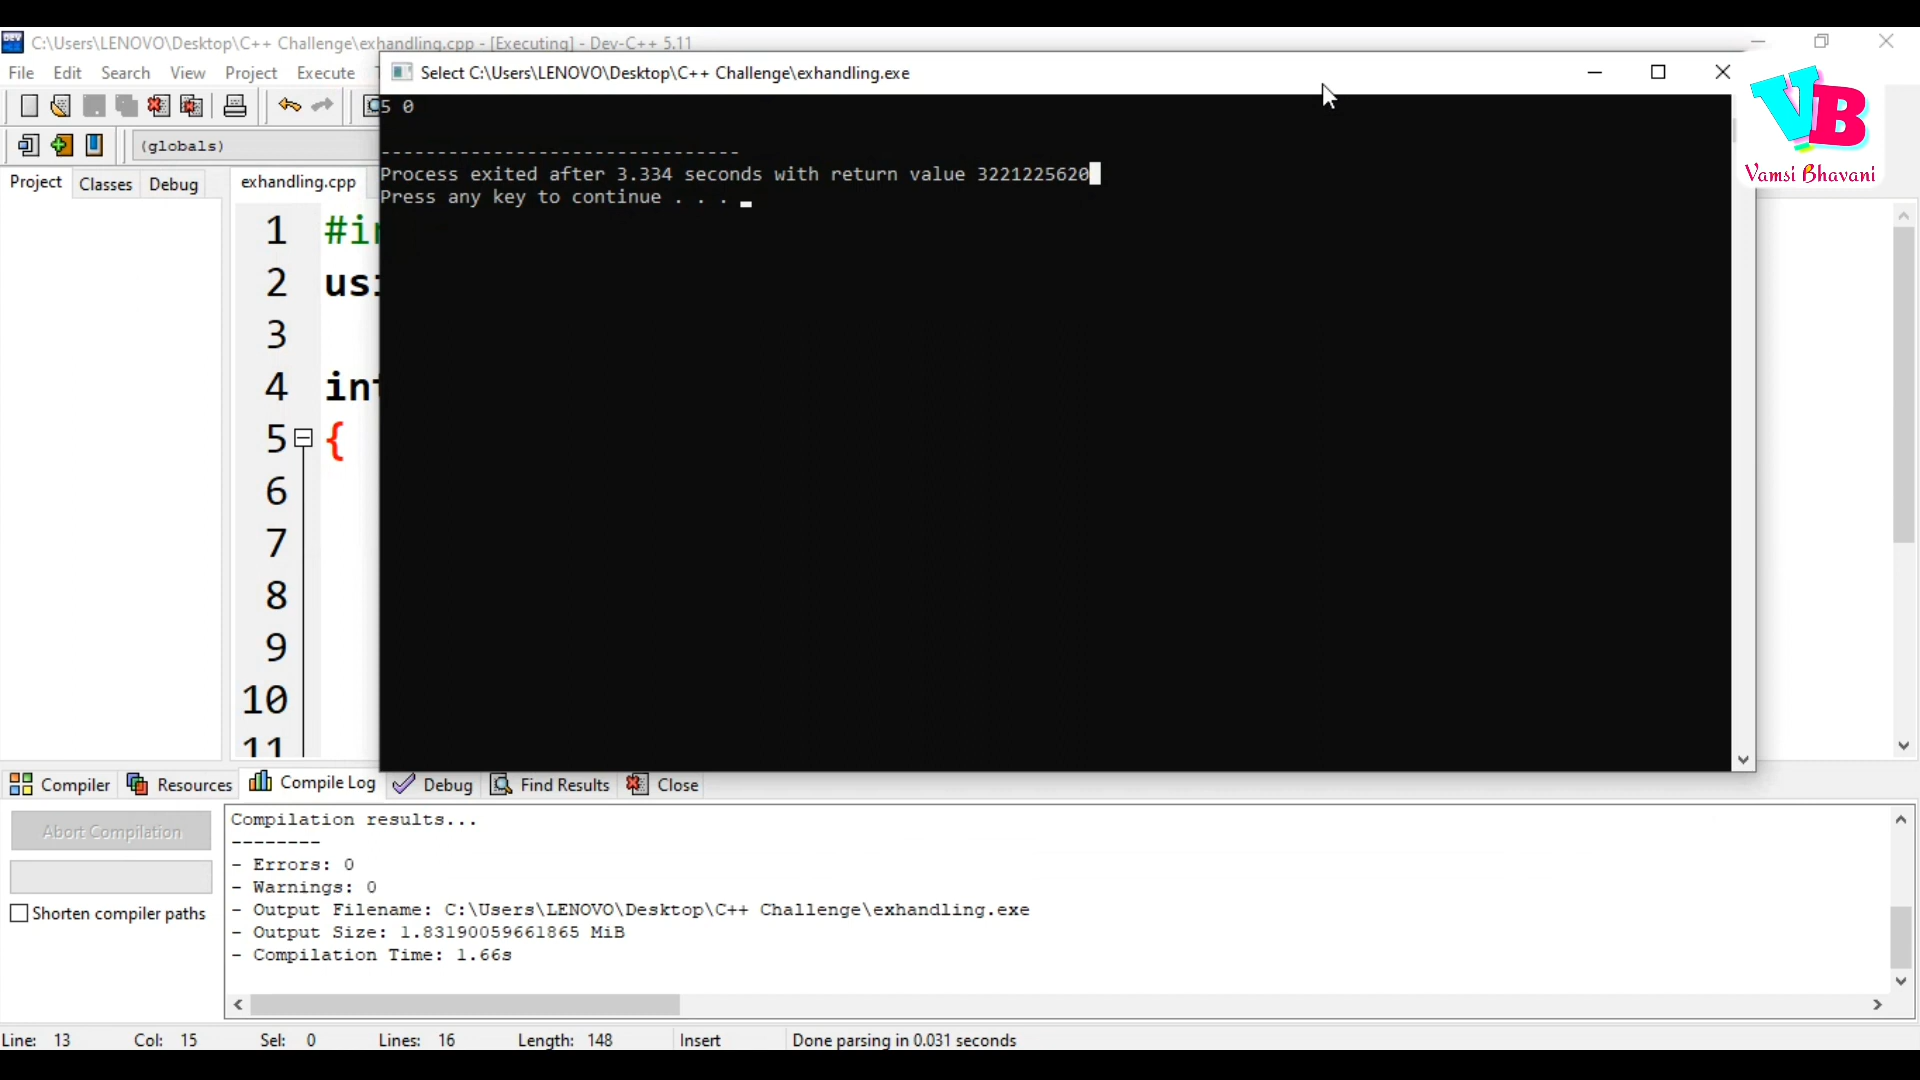 C:\Users\LENOVO\Desktop\C++ Challenge\exhandling.cpp - [Executing] - Dev-C++ 5.11
File Edit Search View Project Execute
Select C:\Users\LENOVO\Desktop\C++ Challenge\exhandling.exe
(globals)
Project Classes Debug exhandling.cpp
5 0
--------------------------------
Process exited after 3.334 seconds with return value 3221225620
Press any key to continue . . .
VB
Vamsi Bhavani
1 #in
2 usi
3
4 int
5 {
6
7
8
9
10
11
Compiler Resources Compile Log Debug Find Results Close
Abort Compilation
Shorten compiler paths
Compilation results...
--------
- Errors: 0
- Warnings: 0
- Output Filename: C:\Users\LENOVO\Desktop\C++ Challenge\exhandling.exe
- Output Size: 1.83190059661865 MiB
- Compilation Time: 1.66s
Line: 13 Col: 15 Sel: 0 Lines: 16 Length: 148 Insert Done parsing in 0.031 seconds